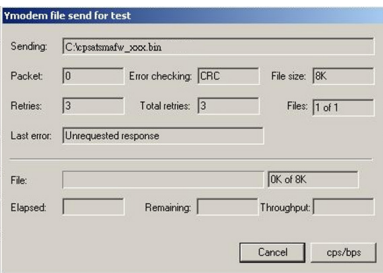 Ymodem file send for test
Sending: C:\cpsatsmafw_xxx.bin
Packet: 0 Error checking: CRC File size: 8K
Retries: 3 Total retries: 3 Files: 1 of 1
Last error: Unrequested response
File: 0K of 8K
Elapsed: Remaining: Throughput:
Cancel cps/bps